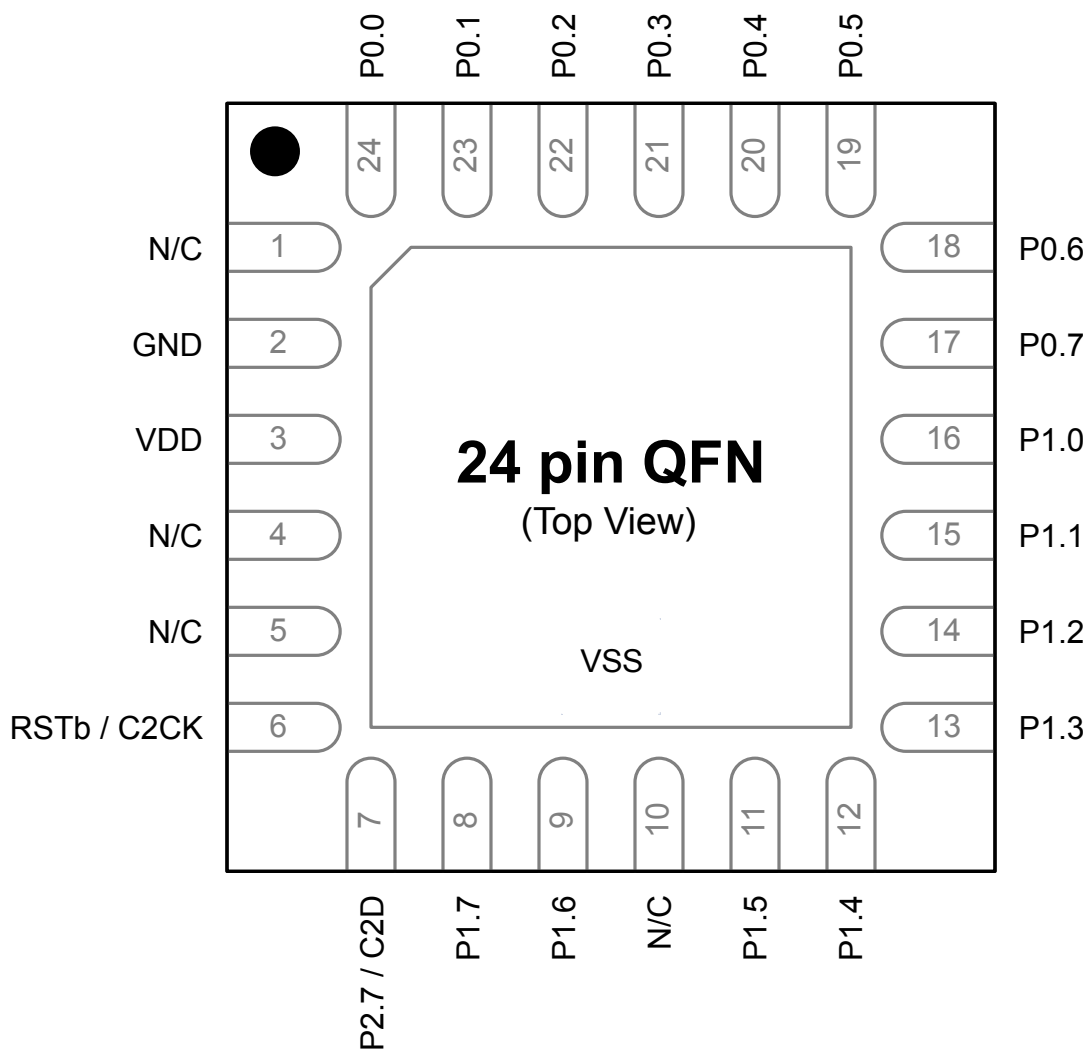 P0.0
P0.1
P0.2
P0.3
P0.4
P0.5
24
23
22
21
20
19
N/C
1
18
P0.6
GND
2
17
P0.7
VDD
3
16
P1.0
24 pin QFN
(Top View)
N/C
4
15
P1.1
N/C
5
14
P1.2
VSS
RSTb / C2CK
6
13
P1.3
7
8
9
10
11
12
P2.7 / C2D
P1.7
P1.6
N/C
P1.5
P1.4